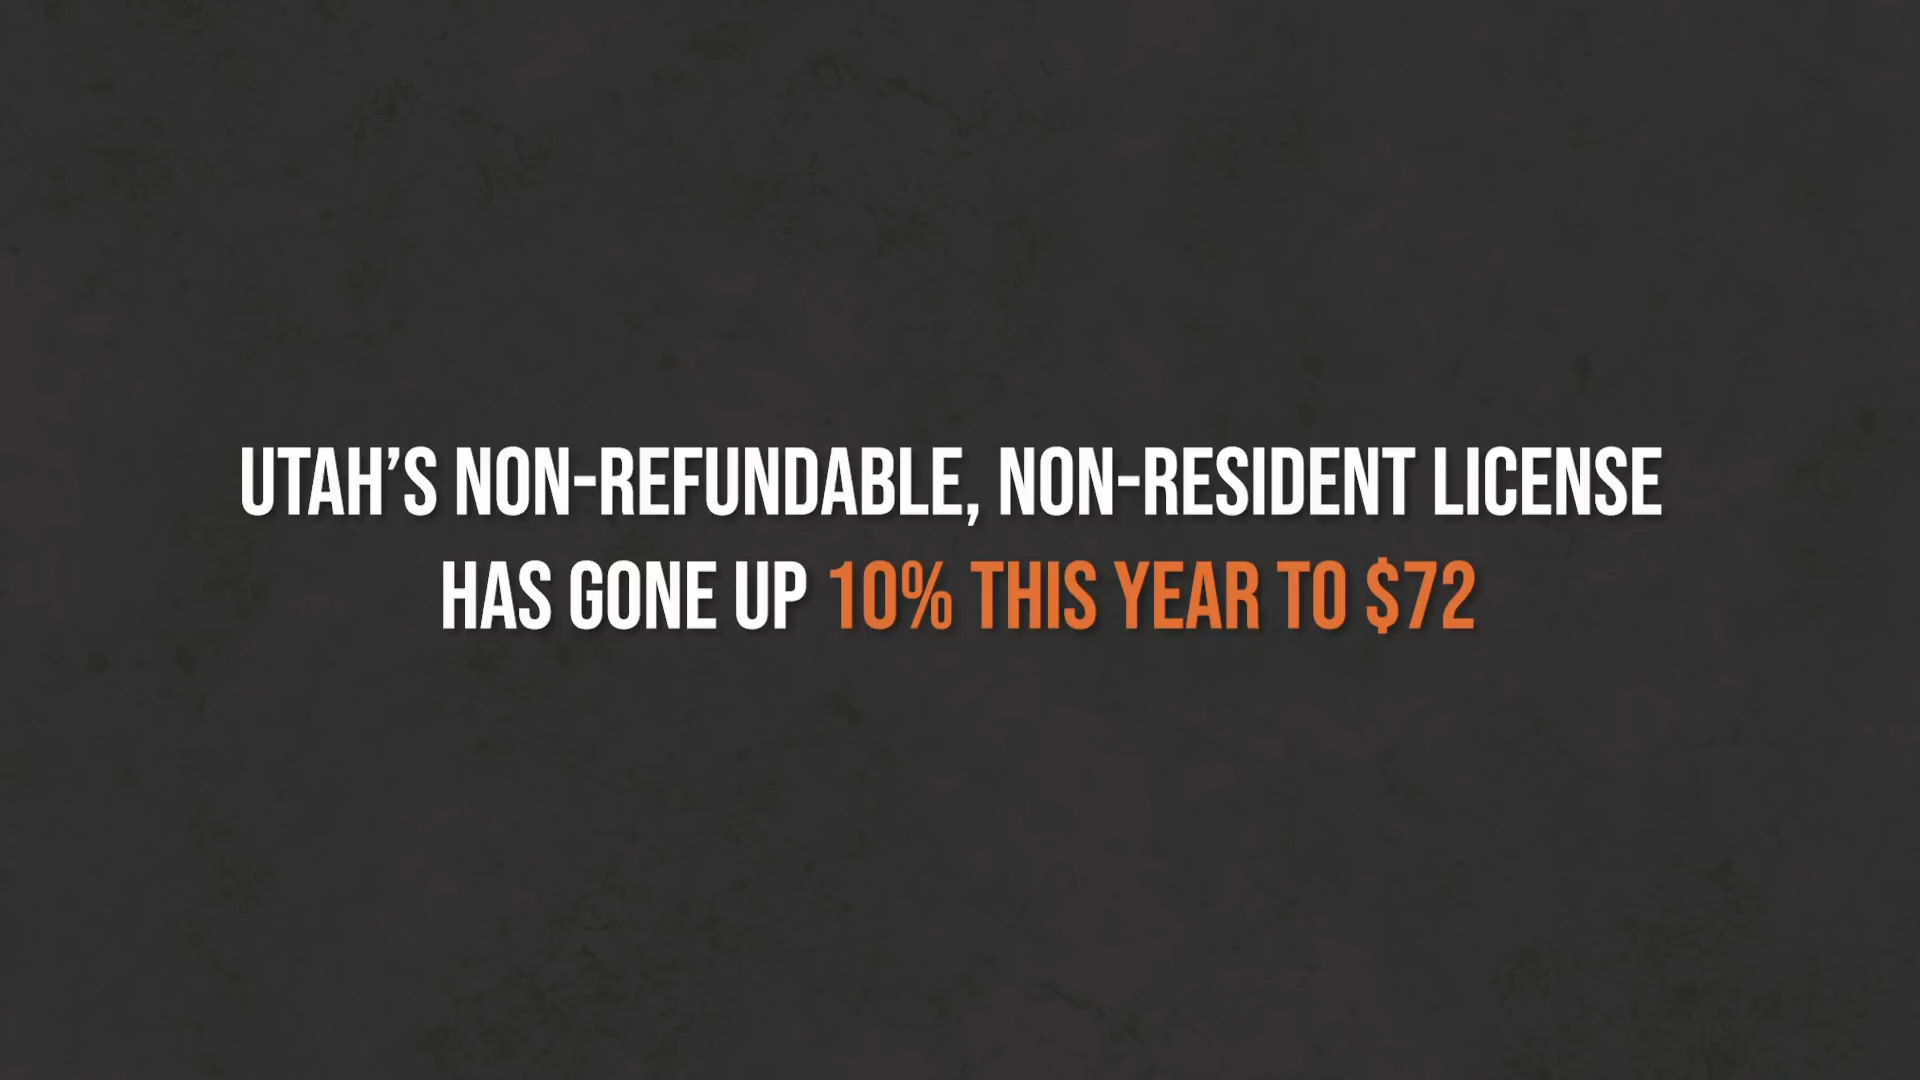 UTAH’S NON-REFUNDABLE, NON-RESIDENT LICENSE
HAS GONE UP 10% THIS YEAR TO $72